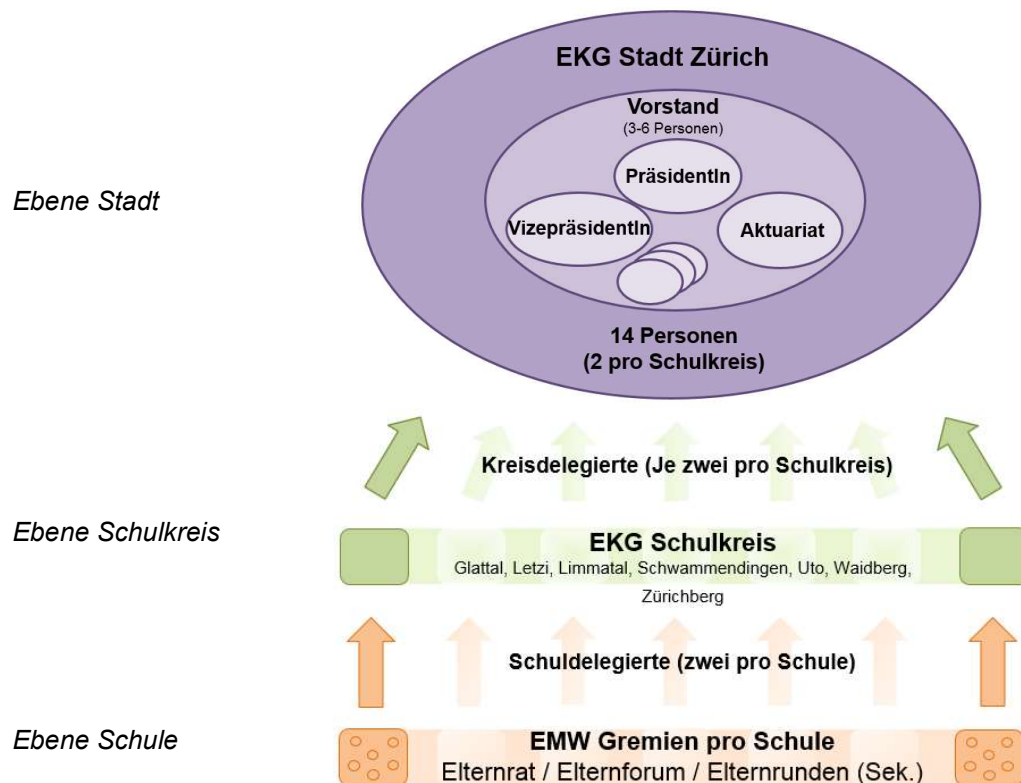 EKG Stadt Zürich
Vorstand
(3-6 Personen)
PräsidentIn
VizepräsidentIn
Aktuariat
Ebene Stadt
14 Personen
(2 pro Schulkreis)
Kreisdelegierte (Je zwei pro Schulkreis)
Ebene Schulkreis
EKG Schulkreis
Glattal, Letzi, Limmatal, Schwammendingen, Uto, Waidberg,
Zürichberg
Schuldelegierte (zwei pro Schule)
Ebene Schule
EMW Gremien pro Schule
Elternrat / Elternforum / Elternrunden (Sek.)